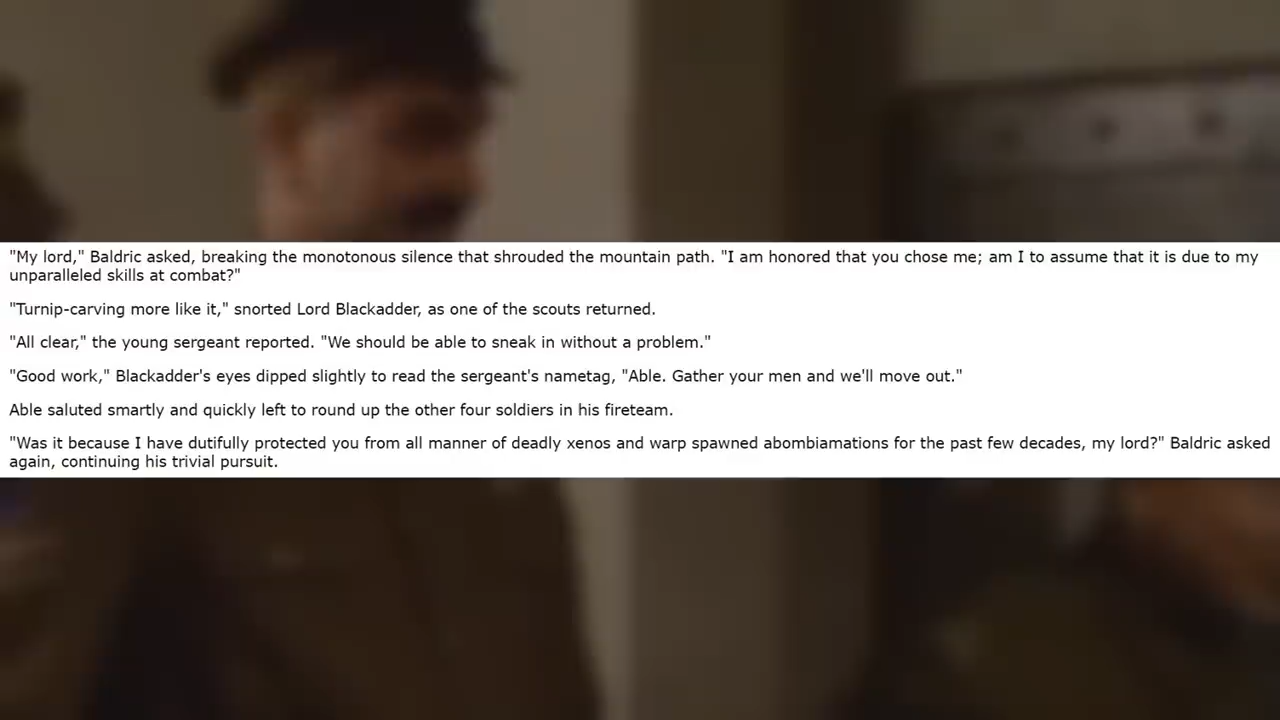 "My lord," Baldric asked, breaking the monotonous silence that shrouded the mountain path. "I am honored that you chose me; am I to assume that it is due to my
unparalleled skills at combat?"
"Turnip-carving more like it," snorted Lord Blackadder, as one of the scouts returned.
"All clear," the young sergeant reported. "We should be able to sneak in without a problem."
"Good work," Blackadder's eyes dipped slightly to read the sergeant's nametag, "Able. Gather your men and we'll move out."
Able saluted smartly and quickly left to round up the other four soldiers in his fireteam.
"Was it because I have dutifully protected you from all manner of deadly xenos and warp spawned abombiamations for the past few decades, my lord?" Baldric asked
again, continuing his trivial pursuit.